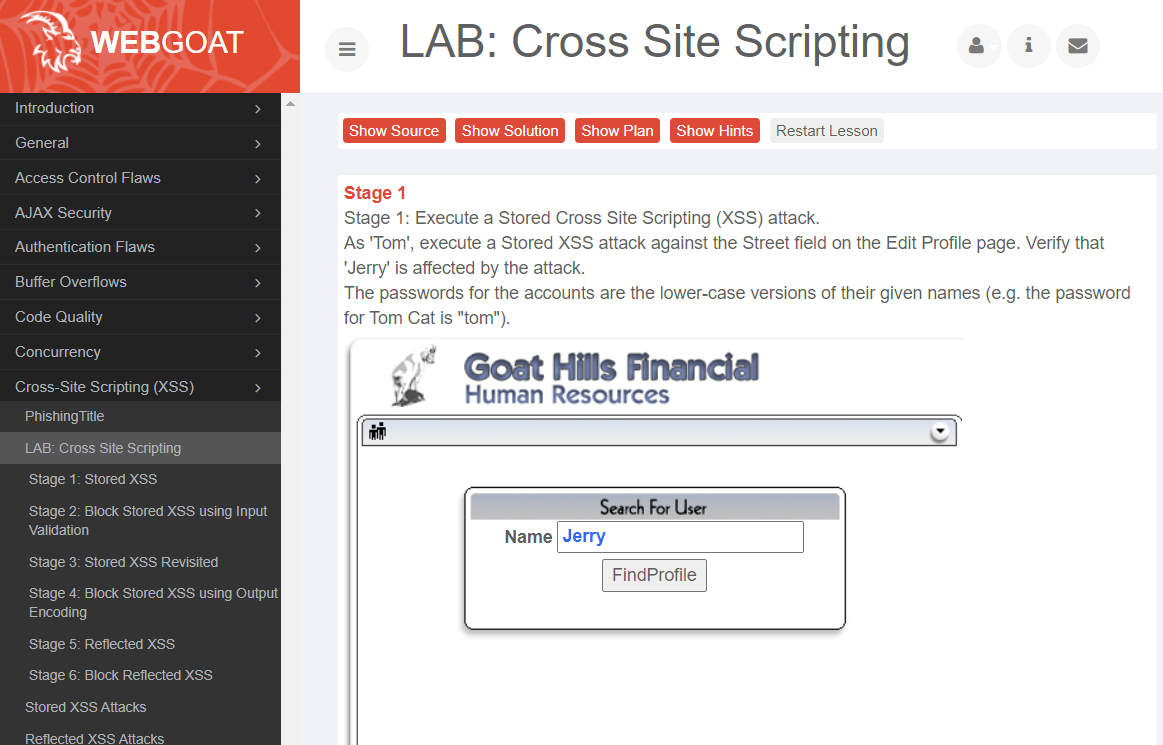 WEBGOAT
LAB: Cross Site Scripting
Introduction
General
Access Control Flaws
AJAX Security
Authentication Flaws
Buffer Overflows
Code Quality
Concurrency
Cross-Site Scripting (XSS)
PhishingTitle
LAB: Cross Site Scripting
Stage 1: Stored XSS
Stage 2: Block Stored XSS using Input
Validation
Stage 3: Stored XSS Revisited
Stage 4: Block Stored XSS using Output
Encoding
Stage 5: Reflected XSS
Stage 6: Block Reflected XSS
Stored XSS Attacks
Reflected XSS Attacks
Show Source Show Solution Show Plan Show Hints Restart Lesson
Stage 1
Stage 1: Execute a Stored Cross Site Scripting (XSS) attack.
As 'Tom', execute a Stored XSS attack against the Street field on the Edit Profile page. Verify that
'Jerry' is affected by the attack.
The passwords for the accounts are the lower-case versions of their given names (e.g. the password
for Tom Cat is "tom").
Goat Hills Financial
Human Resources
Search For User
Name Jerry
FindProfile